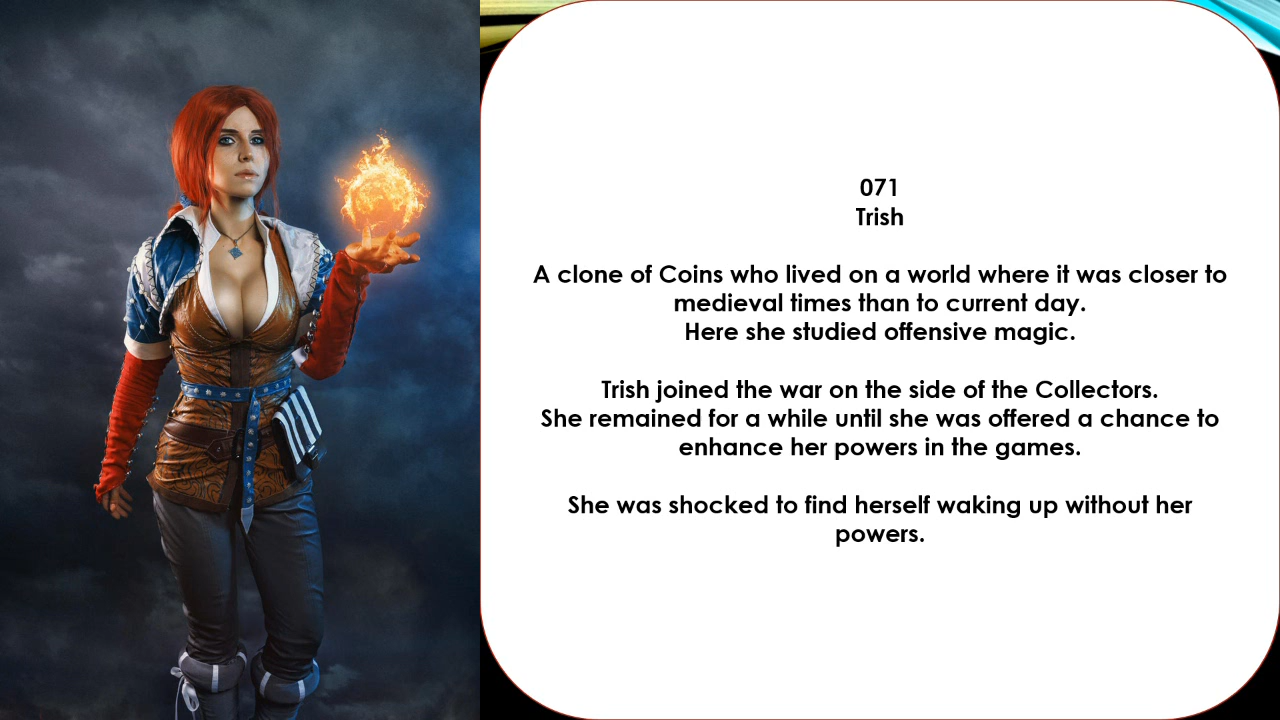 071
Trish
A clone of Coins who lived on a world where it was closer to
medieval times than to current day.
Here she studied offensive magic.
Trish joined the war on the side of the Collectors.
She remained for a while until she was offered a chance to
enhance her powers in the games.
She was shocked to find herself waking up without her
powers.